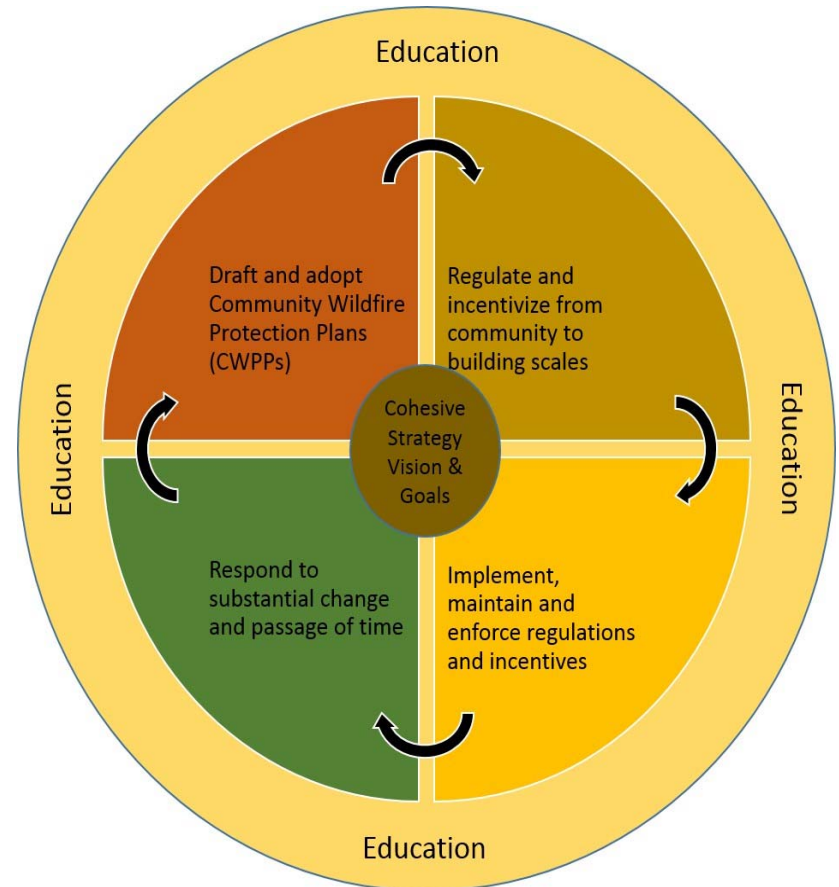 Education
Draft and adopt
Community Wildfire
Protection Plans
(CWPPs)
Regulate and
incentivize from
community to
building scales
Education
Cohesive
Strategy
Vision &
Goals
Education
Respond to
substantial change
and passage of time
Implement,
maintain and
enforce regulations
and incentives
Education